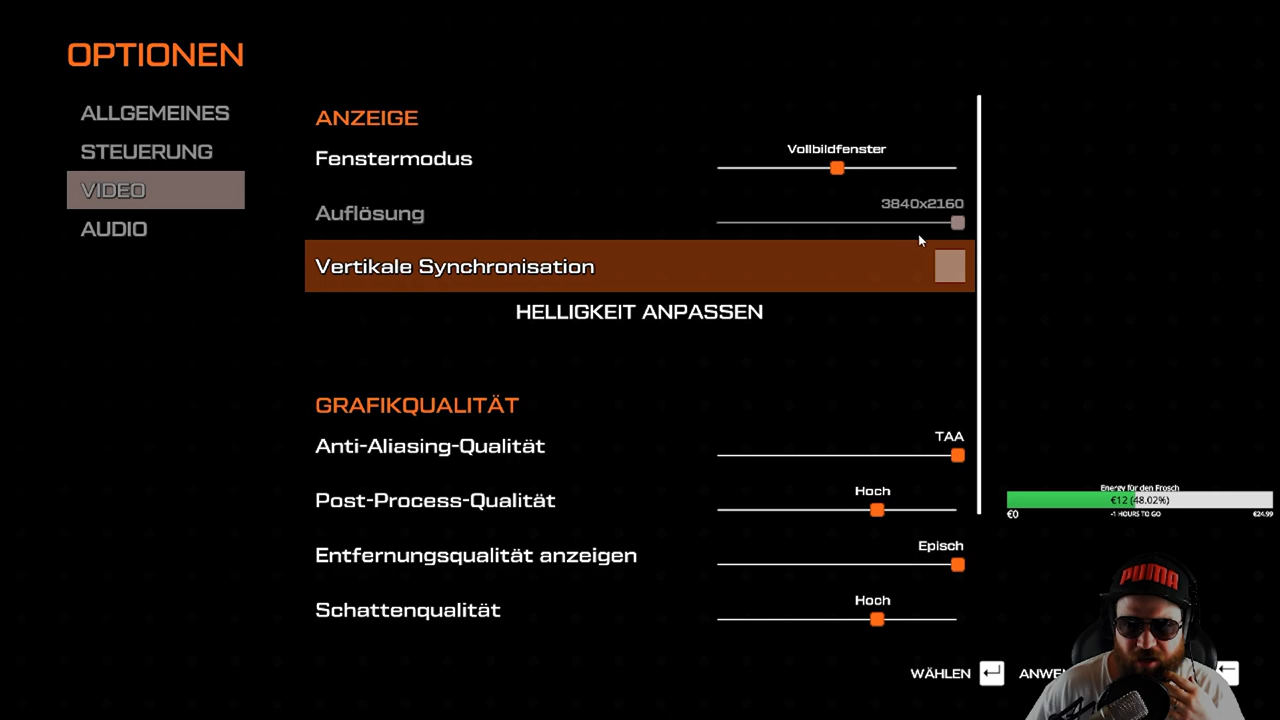 OPTIONEN
ALLGEMEINES
STEUERUNG
VIDEO
AUDIO
ANZEIGE
Fenstermodus
Vollbildfenster
Auflösung
3840x2160
Vertikale Synchronisation
HELLIGKEIT ANPASSEN
GRAFIKQUALITÄT
Anti-Aliasing-Qualität
TAA
Post-Process-Qualität
Hoch
Entfernungsqualität anzeigen
Episch
Schattenqualität
Hoch
WÄHLEN
ANWEN
Energy für den Frosch
€12 (48.02%)
€0
-1 HOURS TO GO
€24.99
PUMA